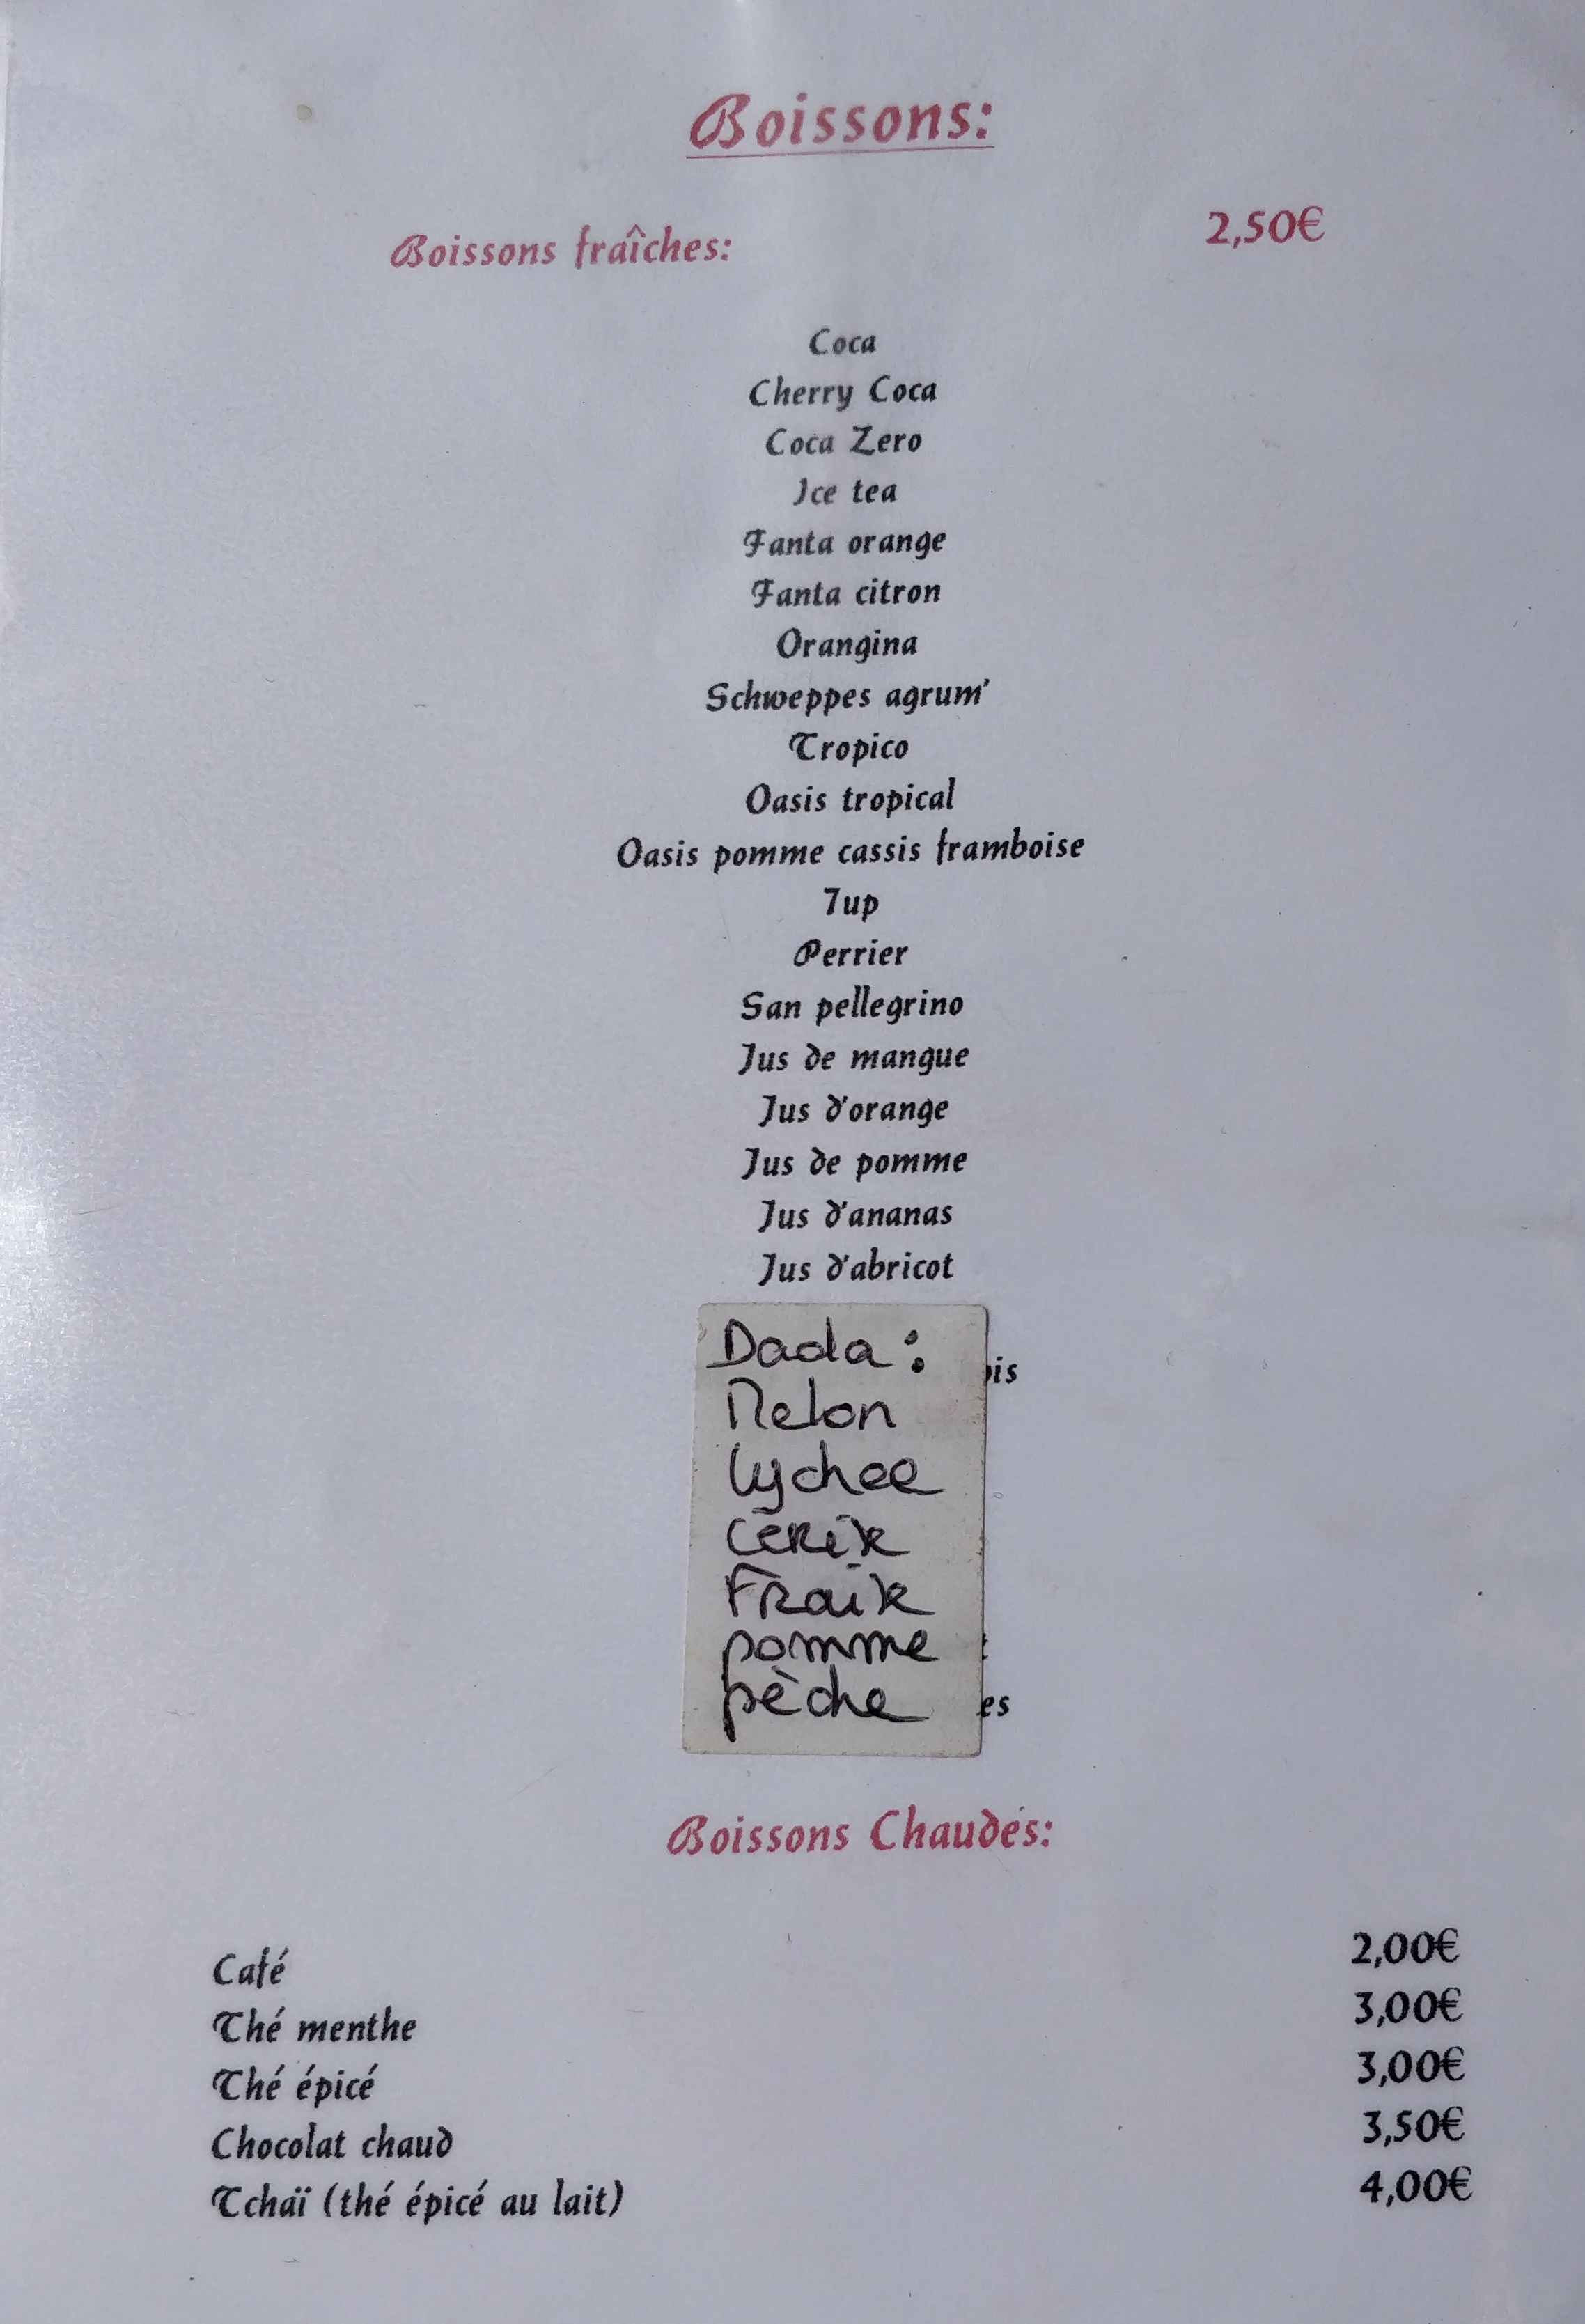 Boissons:
Boissons fraîches: 2,50€
Coca
Cherry Coca
Coca Zero
Ice tea
Fanta orange
Fanta citron
Orangina
Schweppes agrum'
Tropico
Oasis tropical
Oasis pomme cassis framboise
7up
Perrier
San pellegrino
Jus de mangue
Jus d'orange
Jus de pomme
Jus d'ananas
Jus d'abricot
Dada:
Melon
Lychee
Pomme
pèche
Boissons Chaudes:
Café 2,00€
Thé menthe 3,00€
Thé épicé 3,00€
Chocolat chaud 3,50€
Tchaï (thé épicé au lait) 4,00€